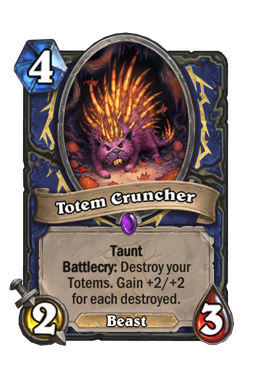 4
Totem Cruncher
Taunt
Battlecry: Destroy your
Totems. Gain +2/+2
for each destroyed.
2
Beast
3